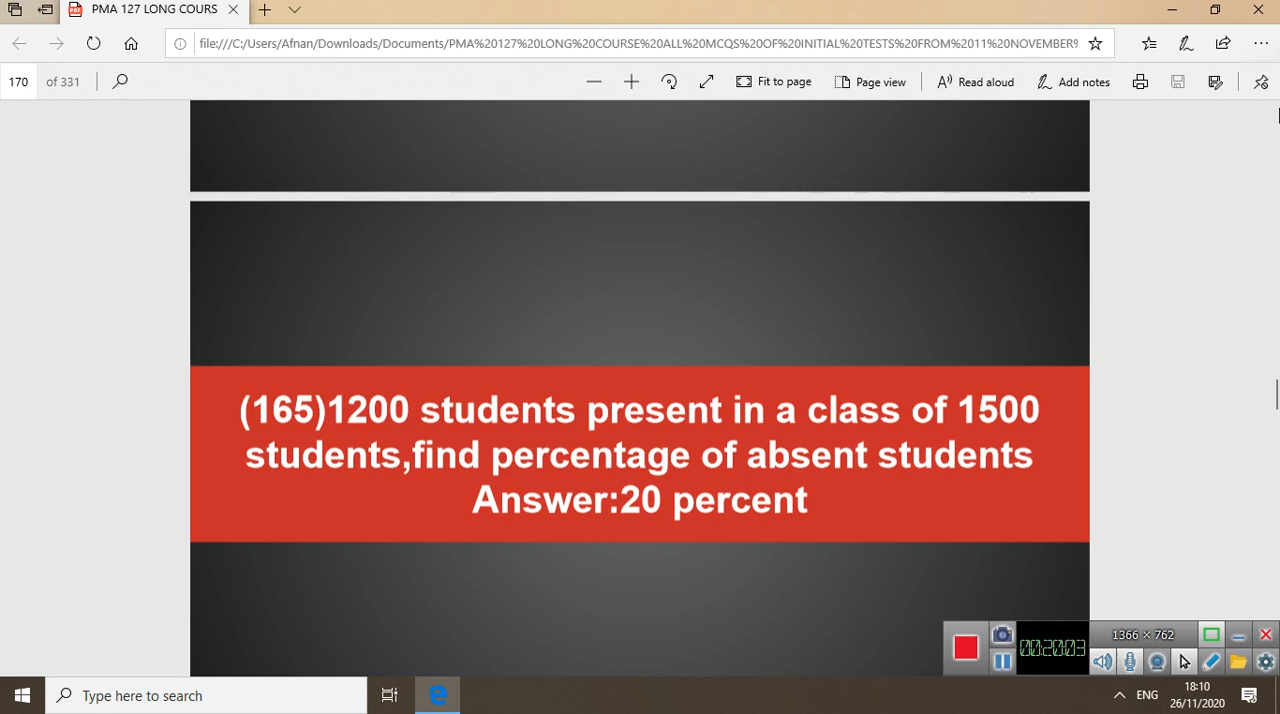 PMA 127 LONG COURS
file:///C:/Users/Afnan/Downloads/Documents/PMA%20127%20LONG%20COURSE%20ALL%20MCQS%20OF%20INITIAL%20TESTS%20FROM%2011%20NOVEMBER%
170 of 331
Fit to page
Page view
Read aloud
Add notes
(165)1200 students present in a class of 1500
students,find percentage of absent students
Answer:20 percent
1366 × 762
00:20:03
Type here to search
ENG
18:10
26/11/2020